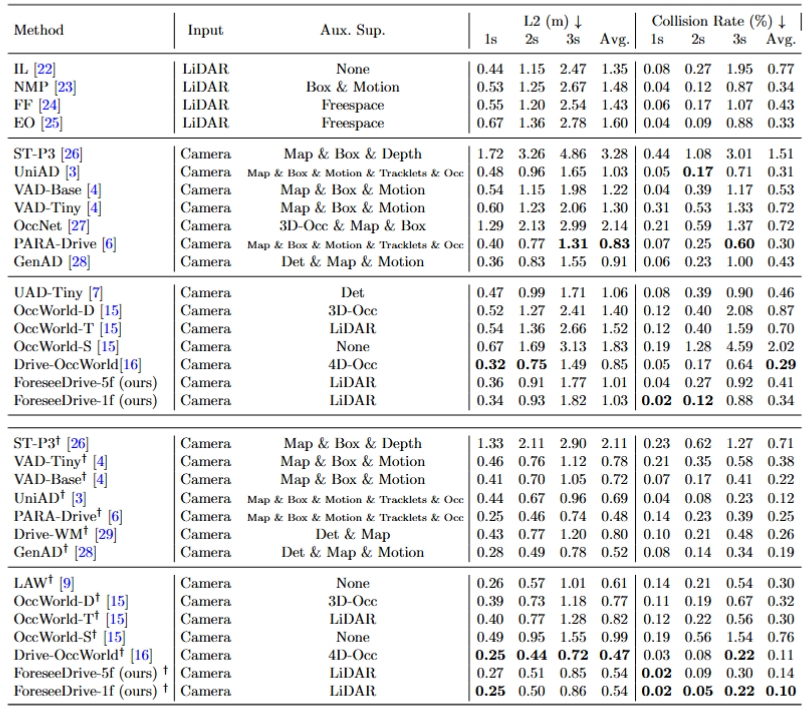 Method Input Aux. Sup. L2 (m) ↓ Collision Rate (%) ↓
1s 2s 3s Avg. 1s 2s 3s Avg.
IL [22] LiDAR None 0.44 1.15 2.47 1.35 0.08 0.27 1.95 0.77
NMP [23] LiDAR Box & Motion 0.53 1.25 2.67 1.48 0.04 0.12 0.87 0.34
FF [24] LiDAR Freespace 0.55 1.20 2.54 1.43 0.06 0.17 1.07 0.43
EO [25] LiDAR Freespace 0.67 1.36 2.78 1.60 0.04 0.09 0.88 0.33
ST-P3 [26] Camera Map & Box & Depth 1.72 3.26 4.86 3.28 0.44 1.08 3.01 1.51
UniAD [3] Camera Map & Box & Motion & Tracklets & Occ 0.48 0.96 1.65 1.03 0.05 0.17 0.71 0.31
VAD-Base [4] Camera Map & Box & Motion 0.54 1.15 1.98 1.22 0.04 0.39 1.17 0.53
VAD-Tiny [4] Camera Map & Box & Motion 0.60 1.23 2.06 1.30 0.31 0.53 1.33 0.72
OccNet [27] Camera 3D-Occ & Map & Box 1.29 2.13 2.99 2.14 0.21 0.59 1.37 0.72
PARA-Drive [6] Camera Map & Box & Motion & Tracklets & Occ 0.40 0.77 1.31 0.83 0.07 0.25 0.60 0.30
GenAD [28] Camera Det & Map & Motion 0.36 0.83 1.55 0.91 0.06 0.23 1.00 0.43
UAD-Tiny [7] Camera Det 0.47 0.99 1.71 1.06 0.08 0.39 0.90 0.46
OccWorld-D [15] Camera 3D-Occ 0.52 1.27 2.41 1.40 0.12 0.40 2.08 0.87
OccWorld-T [15] Camera LiDAR 0.54 1.36 2.66 1.52 0.12 0.40 1.59 0.70
OccWorld-S [15] Camera None 0.67 1.69 3.13 1.83 0.19 1.28 4.59 2.02
Drive-OccWorld[16] Camera 4D-Occ 0.32 0.75 1.49 0.85 0.05 0.17 0.64 0.29
ForeseeDrive-5f (ours) Camera LiDAR 0.36 0.91 1.77 1.01 0.04 0.27 0.92 0.41
ForeseeDrive-1f (ours) Camera LiDAR 0.34 0.93 1.82 1.03 0.02 0.12 0.88 0.34
ST-P3† [26] Camera Map & Box & Depth 1.33 2.11 2.90 2.11 0.23 0.62 1.27 0.71
VAD-Tiny† [4] Camera Map & Box & Motion 0.46 0.76 1.12 0.78 0.21 0.35 0.58 0.38
VAD-Base† [4] Camera Map & Box & Motion 0.41 0.70 1.05 0.72 0.07 0.17 0.41 0.22
UniAD† [3] Camera Map & Box & Motion & Tracklets & Occ 0.44 0.67 0.96 0.69 0.04 0.08 0.23 0.12
PARA-Drive† [6] Camera Map & Box & Motion & Tracklets & Occ 0.25 0.46 0.74 0.48 0.14 0.23 0.39 0.25
Drive-WM† [29] Camera Det & Map 0.43 0.77 1.20 0.80 0.10 0.21 0.48 0.26
GenAD† [28] Camera Det & Map & Motion 0.28 0.49 0.78 0.52 0.08 0.14 0.34 0.19
LAW† [9] Camera None 0.26 0.57 1.01 0.61 0.14 0.21 0.54 0.30
OccWorld-D† [15] Camera 3D-Occ 0.39 0.73 1.18 0.77 0.11 0.19 0.67 0.32
OccWorld-T† [15] Camera LiDAR 0.40 0.77 1.28 0.82 0.12 0.22 0.56 0.30
OccWorld-S† [15] Camera None 0.49 0.95 1.55 0.99 0.19 0.56 1.54 0.76
Drive-OccWorld† [16] Camera 4D-Occ 0.25 0.44 0.72 0.47 0.03 0.08 0.22 0.11
ForeseeDrive-5f (ours) † Camera LiDAR 0.27 0.51 0.85 0.54 0.02 0.09 0.30 0.14
ForeseeDrive-1f (ours) † Camera LiDAR 0.25 0.50 0.86 0.54 0.02 0.05 0.22 0.10